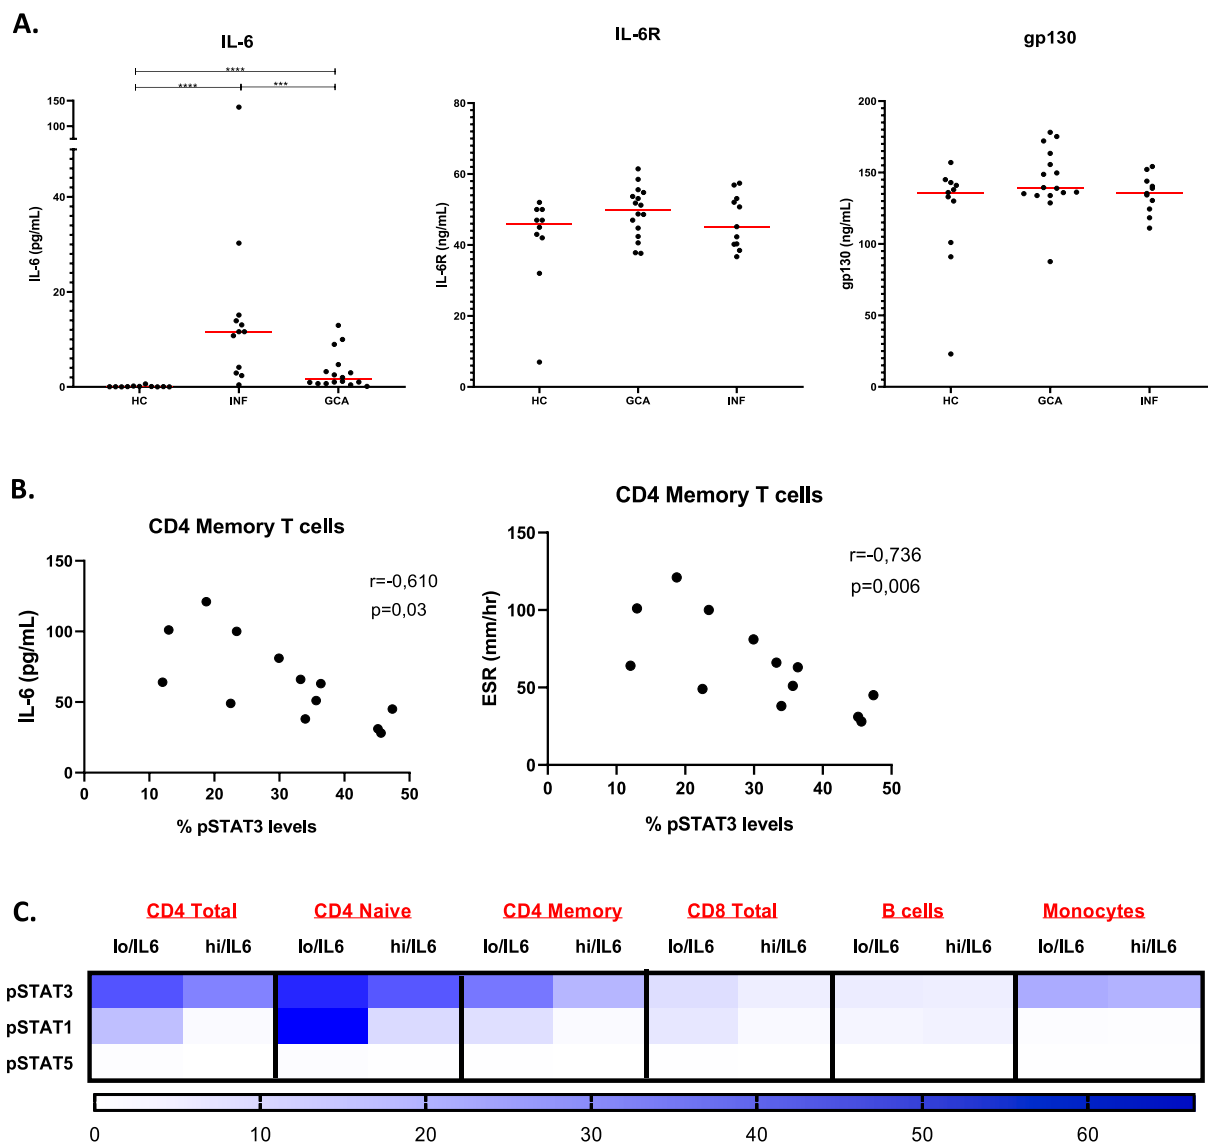 A.
IL-6
IL-6R
gp130
****
****
***
IL-6 (pg/mL)
150
100
40
20
0
HC
INF
GCA
IL-6R (ng/mL)
80
60
40
20
0
HC
GCA
INF
gp130 (ng/mL)
200
150
100
50
0
HC
GCA
INF
B.
CD4 Memory T cells
r=-0,610
p=0,03
IL-6 (pg/mL)
150
100
50
0
0
10
20
30
40
50
% pSTAT3 levels
CD4 Memory T cells
r=-0,736
p=0,006
ESR (mm/hr)
150
100
50
0
0
10
20
30
40
50
% pSTAT3 levels
C.
CD4 Total
CD4 Naive
CD4 Memory
CD8 Total
B cells
Monocytes
lo/IL6
hi/IL6
lo/IL6
hi/IL6
lo/IL6
hi/IL6
lo/IL6
hi/IL6
lo/IL6
hi/IL6
lo/IL6
hi/IL6
pSTAT3
pSTAT1
pSTAT5
0
10
20
30
40
50
60